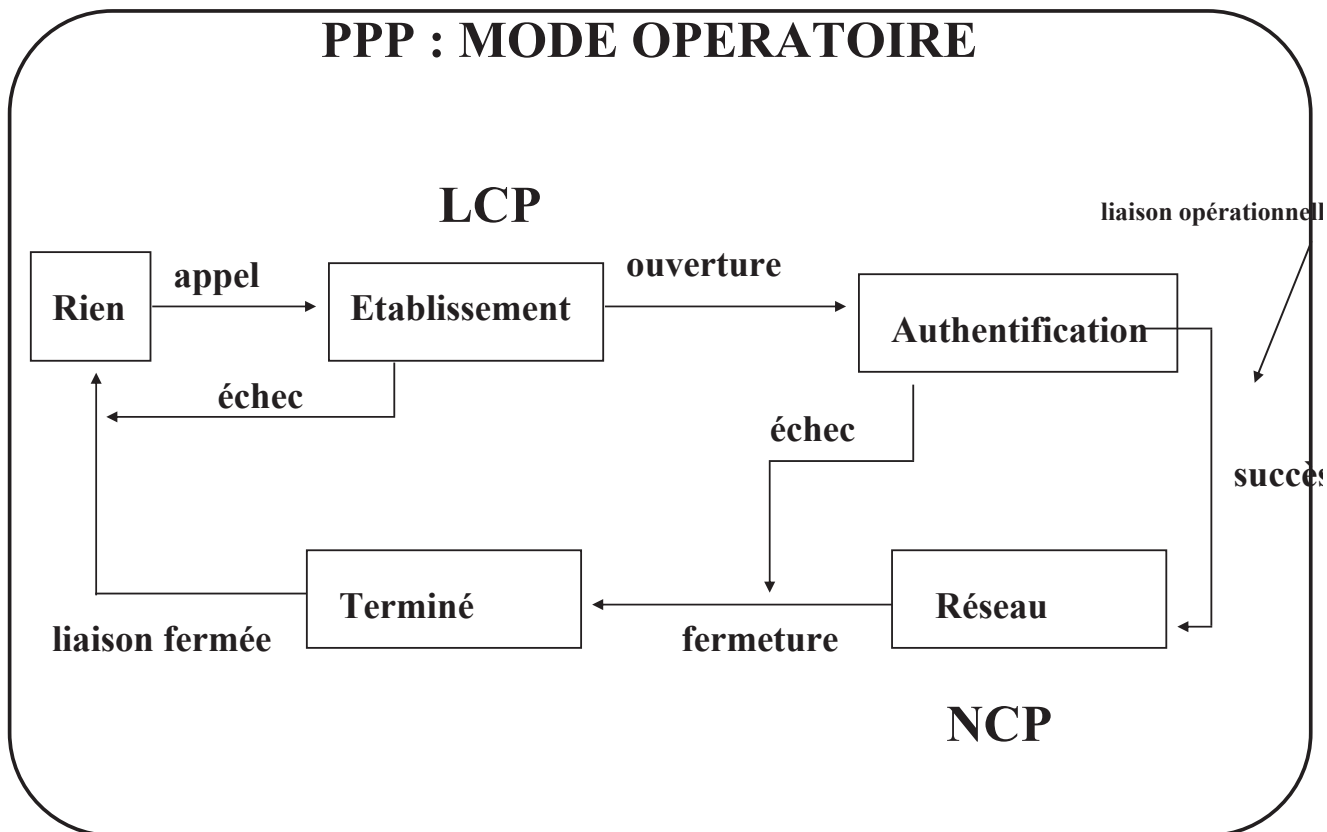 PPP : MODE OPERATOIRE
LCP
liaison opérationnell
appel
ouverture
Rien
Etablissement
Authentification
échec
échec
succès
Terminé
Réseau
liaison fermée
fermeture
NCP